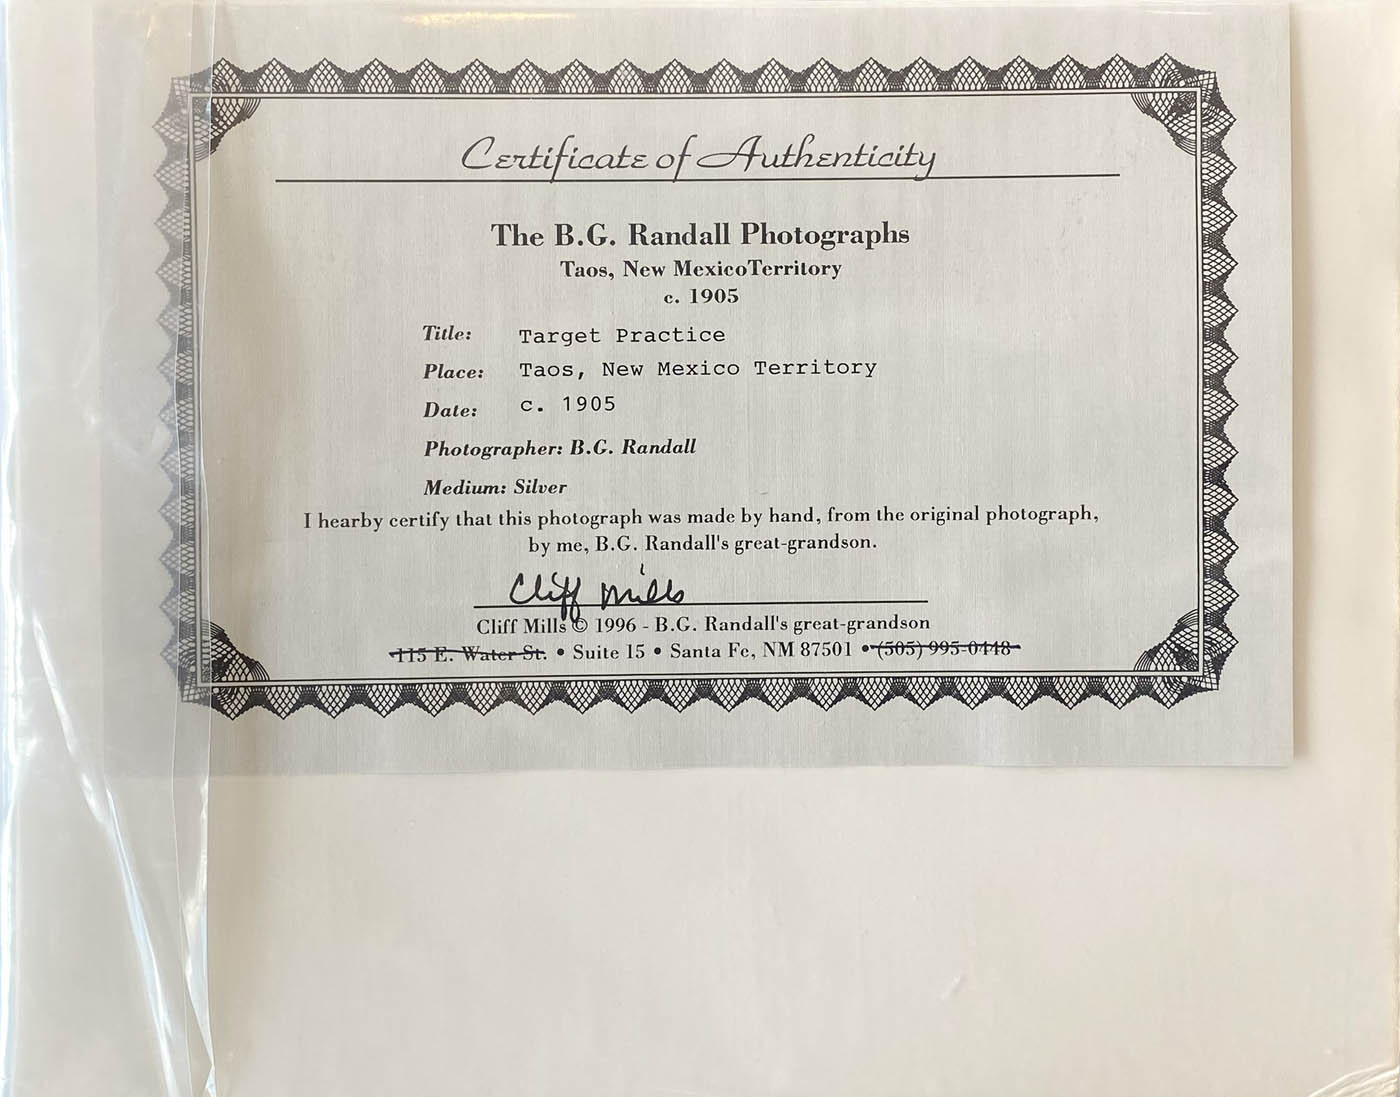 Certificate of Authenticity
The B.G. Randall Photographs
Taos, New MexicoTerritory
c. 1905
Title: Target Practice
Place: Taos, New Mexico Territory
Date: c. 1905
Photographer: B.G. Randall
Medium: Silver
I hearby certify that this photograph was made by hand, from the original photograph,
by me, B.G. Randall's great-grandson.
Cliff Mills
Cliff Mills © 1996 - B.G. Randall's great-grandson
115 E. Water St. • Suite 15 • Santa Fe, NM 87501 • (505) 995-0448